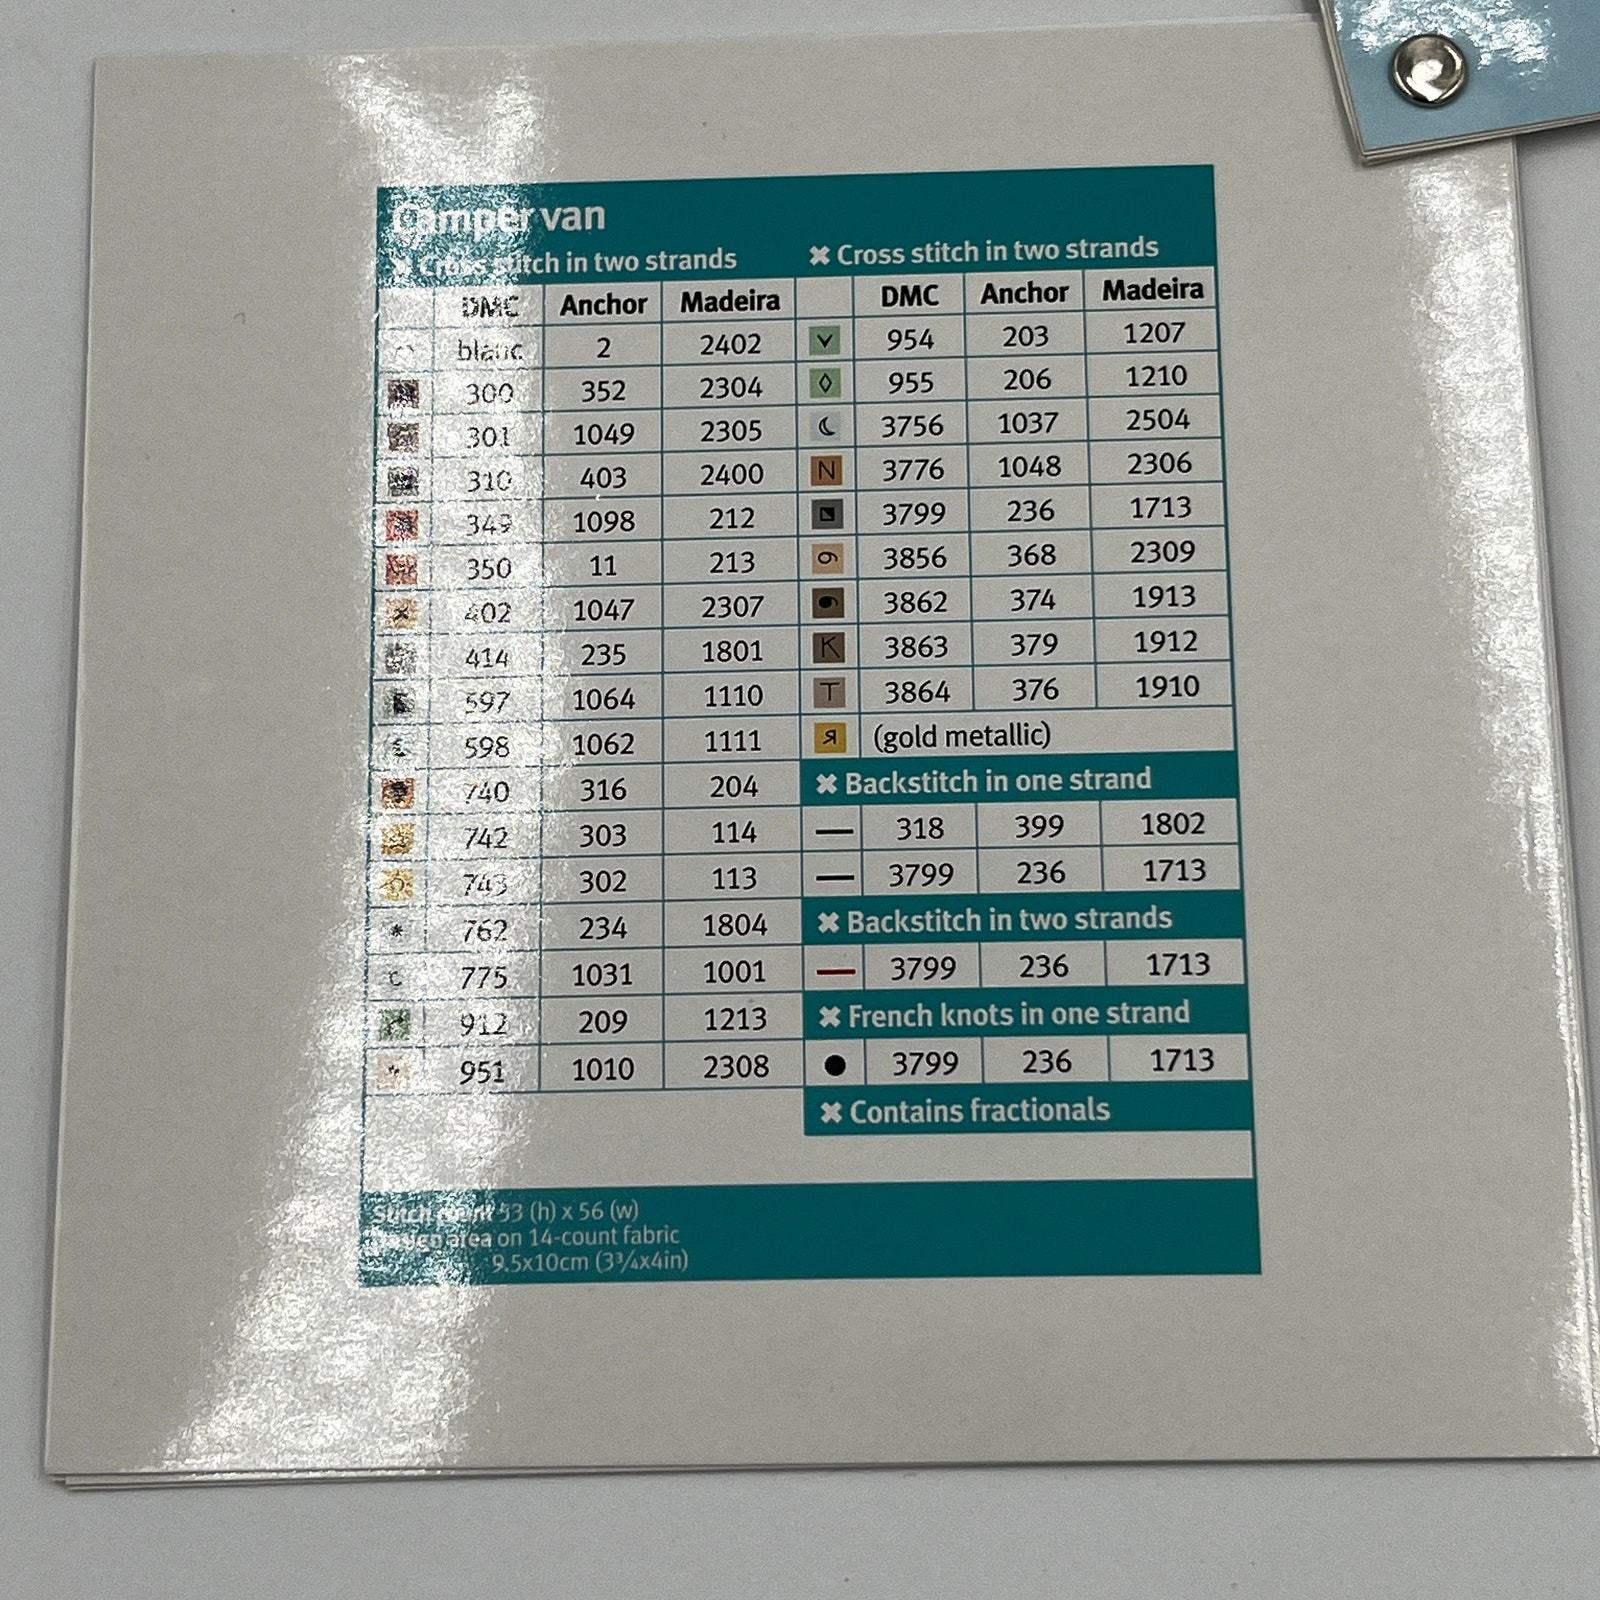 Camper van
✖ Cross stitch in two strands
DMC Anchor Madeira
blanc 2 2402
300 352 2304
301 1049 2305
310 403 2400
349 1098 212
350 11 213
402 1047 2307
414 235 1801
597 1064 1110
598 1062 1111
740 316 204
742 303 114
743 302 113
762 234 1804
775 1031 1001
912 209 1213
951 1010 2308
✖ Cross stitch in two strands
DMC Anchor Madeira
954 203 1207
955 206 1210
3756 1037 2504
N 3776 1048 2306
3799 236 1713
3856 368 2309
3862 374 1913
K 3863 379 1912
T 3864 376 1910
Я (gold metallic)
✖ Backstitch in one strand
318 399 1802
3799 236 1713
✖ Backstitch in two strands
3799 236 1713
✖ French knots in one strand
3799 236 1713
✖ Contains fractionals
Stitch count 53 (h) x 56 (w)
Design area on 14-count fabric
9.5x10cm (3¾x4in)